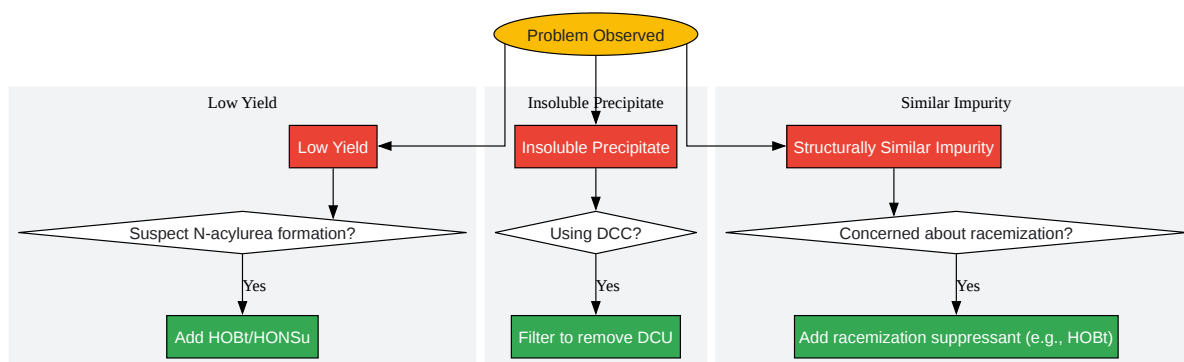 Problem Observed
Low Yield
Insoluble Precipitate
Similar Impurity
Low Yield
Insoluble Precipitate
Structurally Similar Impurity
Suspect N-acylurea formation?
Using DCC?
Concerned about racemization?
Yes
Yes
Yes
Add HOBt/HONSu
Filter to remove DCU
Add racemization suppressant (e.g., HOBt)